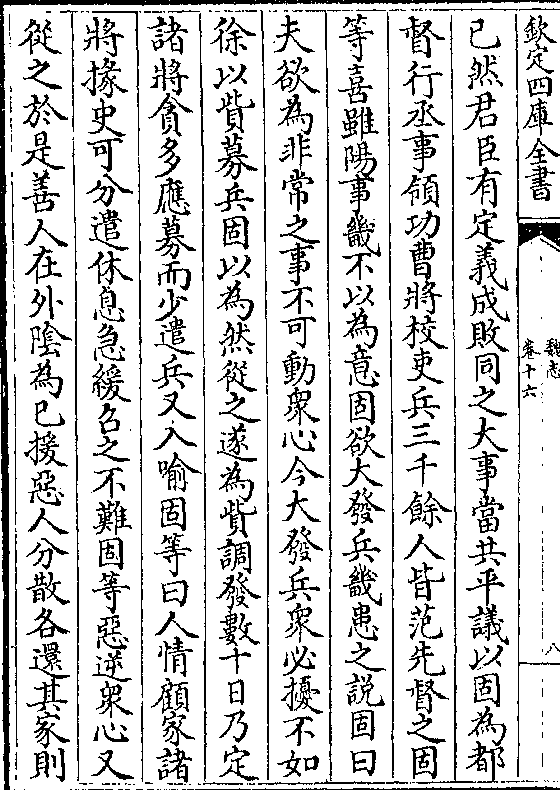 欽定四庫全書
魏志
卷十六
八
已然君臣有定義成敗同之大事當共平議以固為都
督行丞事領功曹將校吏兵三千餘人皆范先督之固
等喜雖陽事畿不以為意固欲大發兵畿患之説固曰
夫欲為非常之事不可動衆心今大發兵衆必擾不如
徐以貲募兵固以為然從之遂為貲調發數十日乃定
諸將貪多應募而少遣兵又入喻固等曰人情顧家諸
將掾吏可分遣休息急緩召之不難固等惡逆衆心又
從之於是善人在外隂為已援惡人分散各還其家則